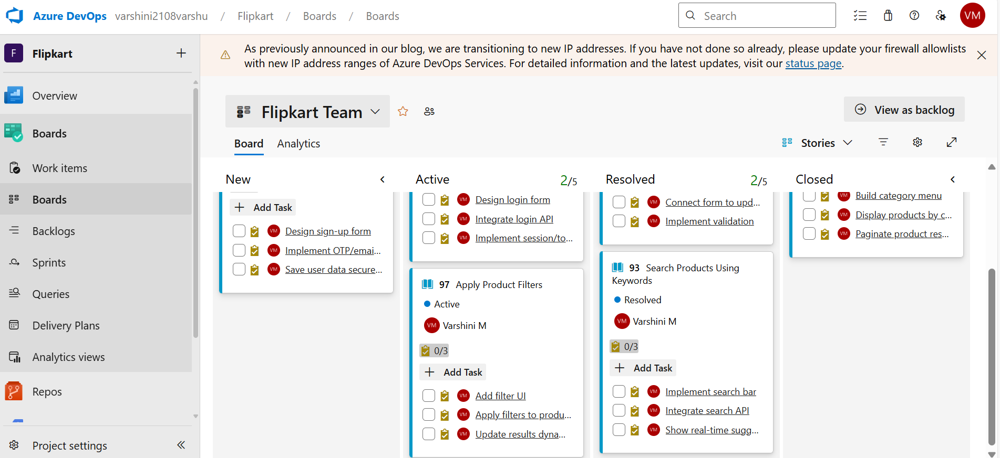 Azure DevOps varshini2108varshu / Flipkart / Boards / Boards
Search
VM
F Flipkart
Overview
Boards
Work items
Boards
Backlogs
Sprints
Queries
Delivery Plans
Analytics views
Repos
Project settings
As previously announced in our blog, we are transitioning to new IP addresses. If you have not done so already, please update your firewall allowlists
with new IP address ranges of Azure DevOps Services. For detailed information and the latest updates, visit our status page.
Flipkart Team
View as backlog
Board Analytics
Stories
New
Add Task
VM Design sign-up form
VM Implement OTP/emai...
VM Save user data secure...
Active 2/5
VM Design login form
VM Integrate login API
VM Implement session/to...
97 Apply Product Filters
Active
VM Varshini M
0/3
Add Task
VM Add filter UI
VM Apply filters to produ...
VM Update results dyna...
Resolved 2/5
VM Connect form to upd...
VM Implement validation
93 Search Products Using
Keywords
Resolved
VM Varshini M
0/3
Add Task
VM Implement search bar
VM Integrate search API
VM Show real-time sugg...
Closed
VM Build category menu
VM Display products by c...
VM Paginate product res...